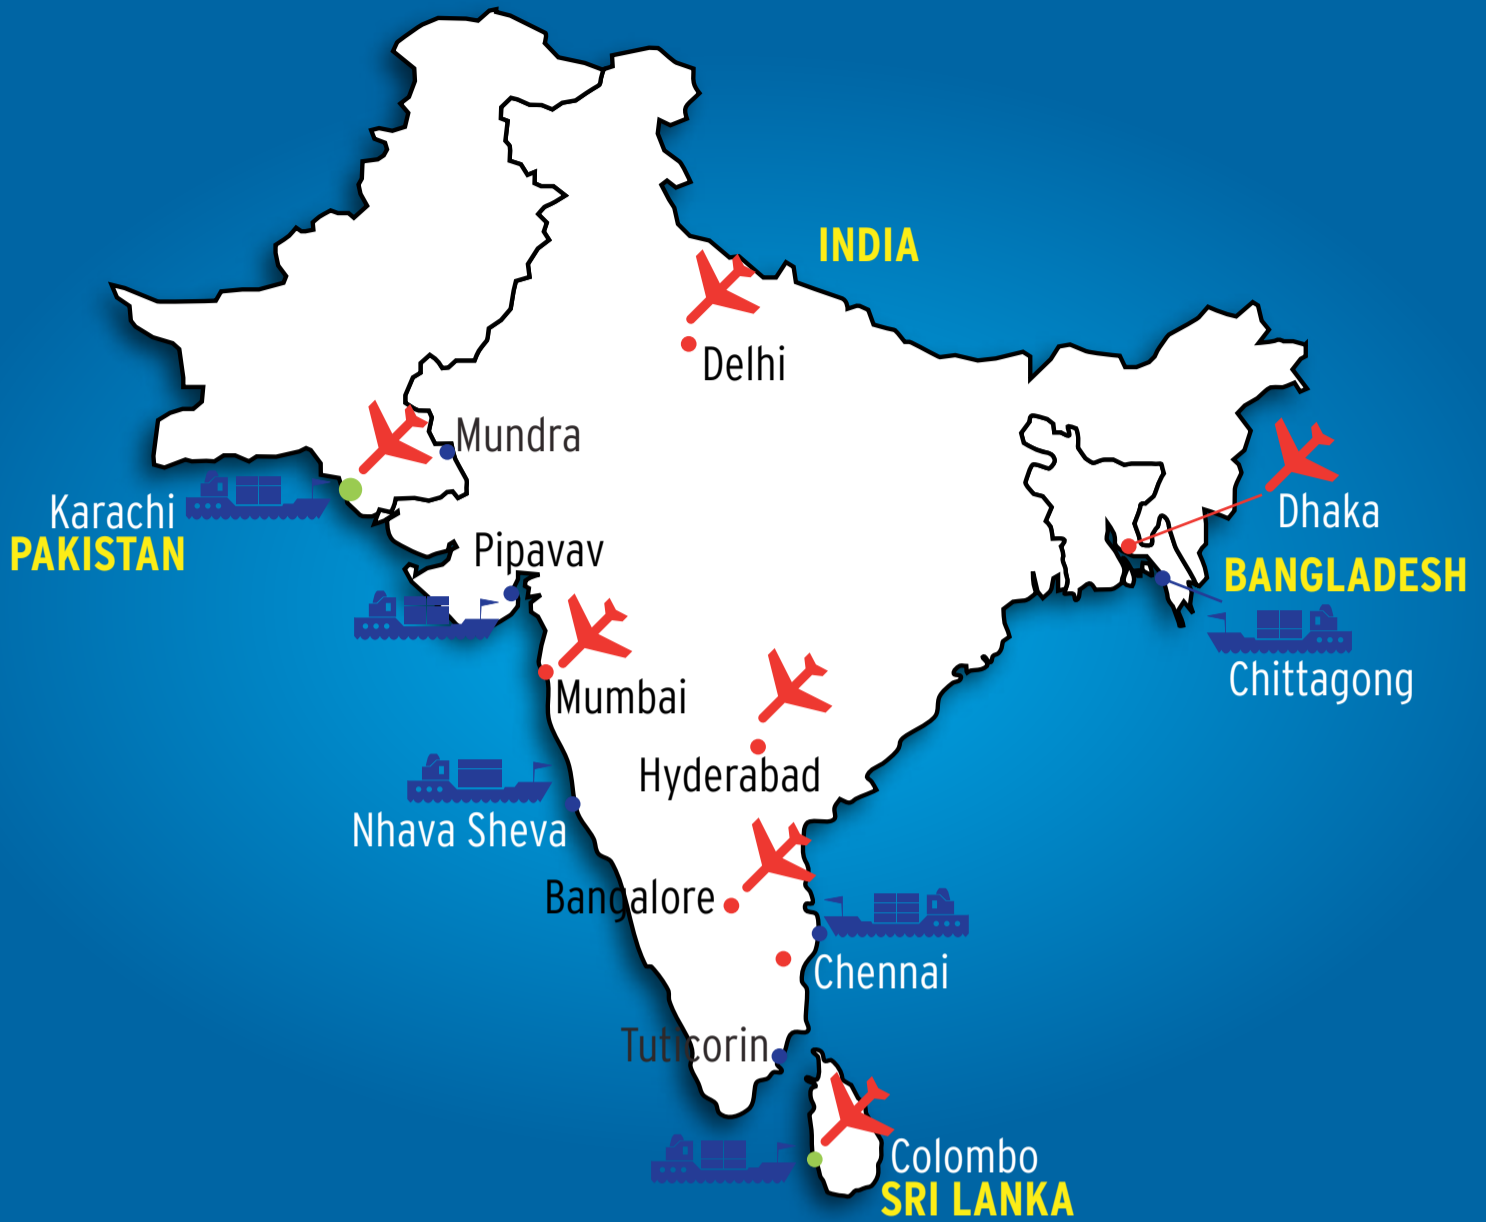 INDIA
Delhi
Mundra
Karachi
PAKISTAN
Dhaka
Pipavav
BANGLADESH
Chittagong
Mumbai
Hyderabad
Nhava Sheva
Bangalore
Chennai
Tuticorin
Colombo
SRI LANKA